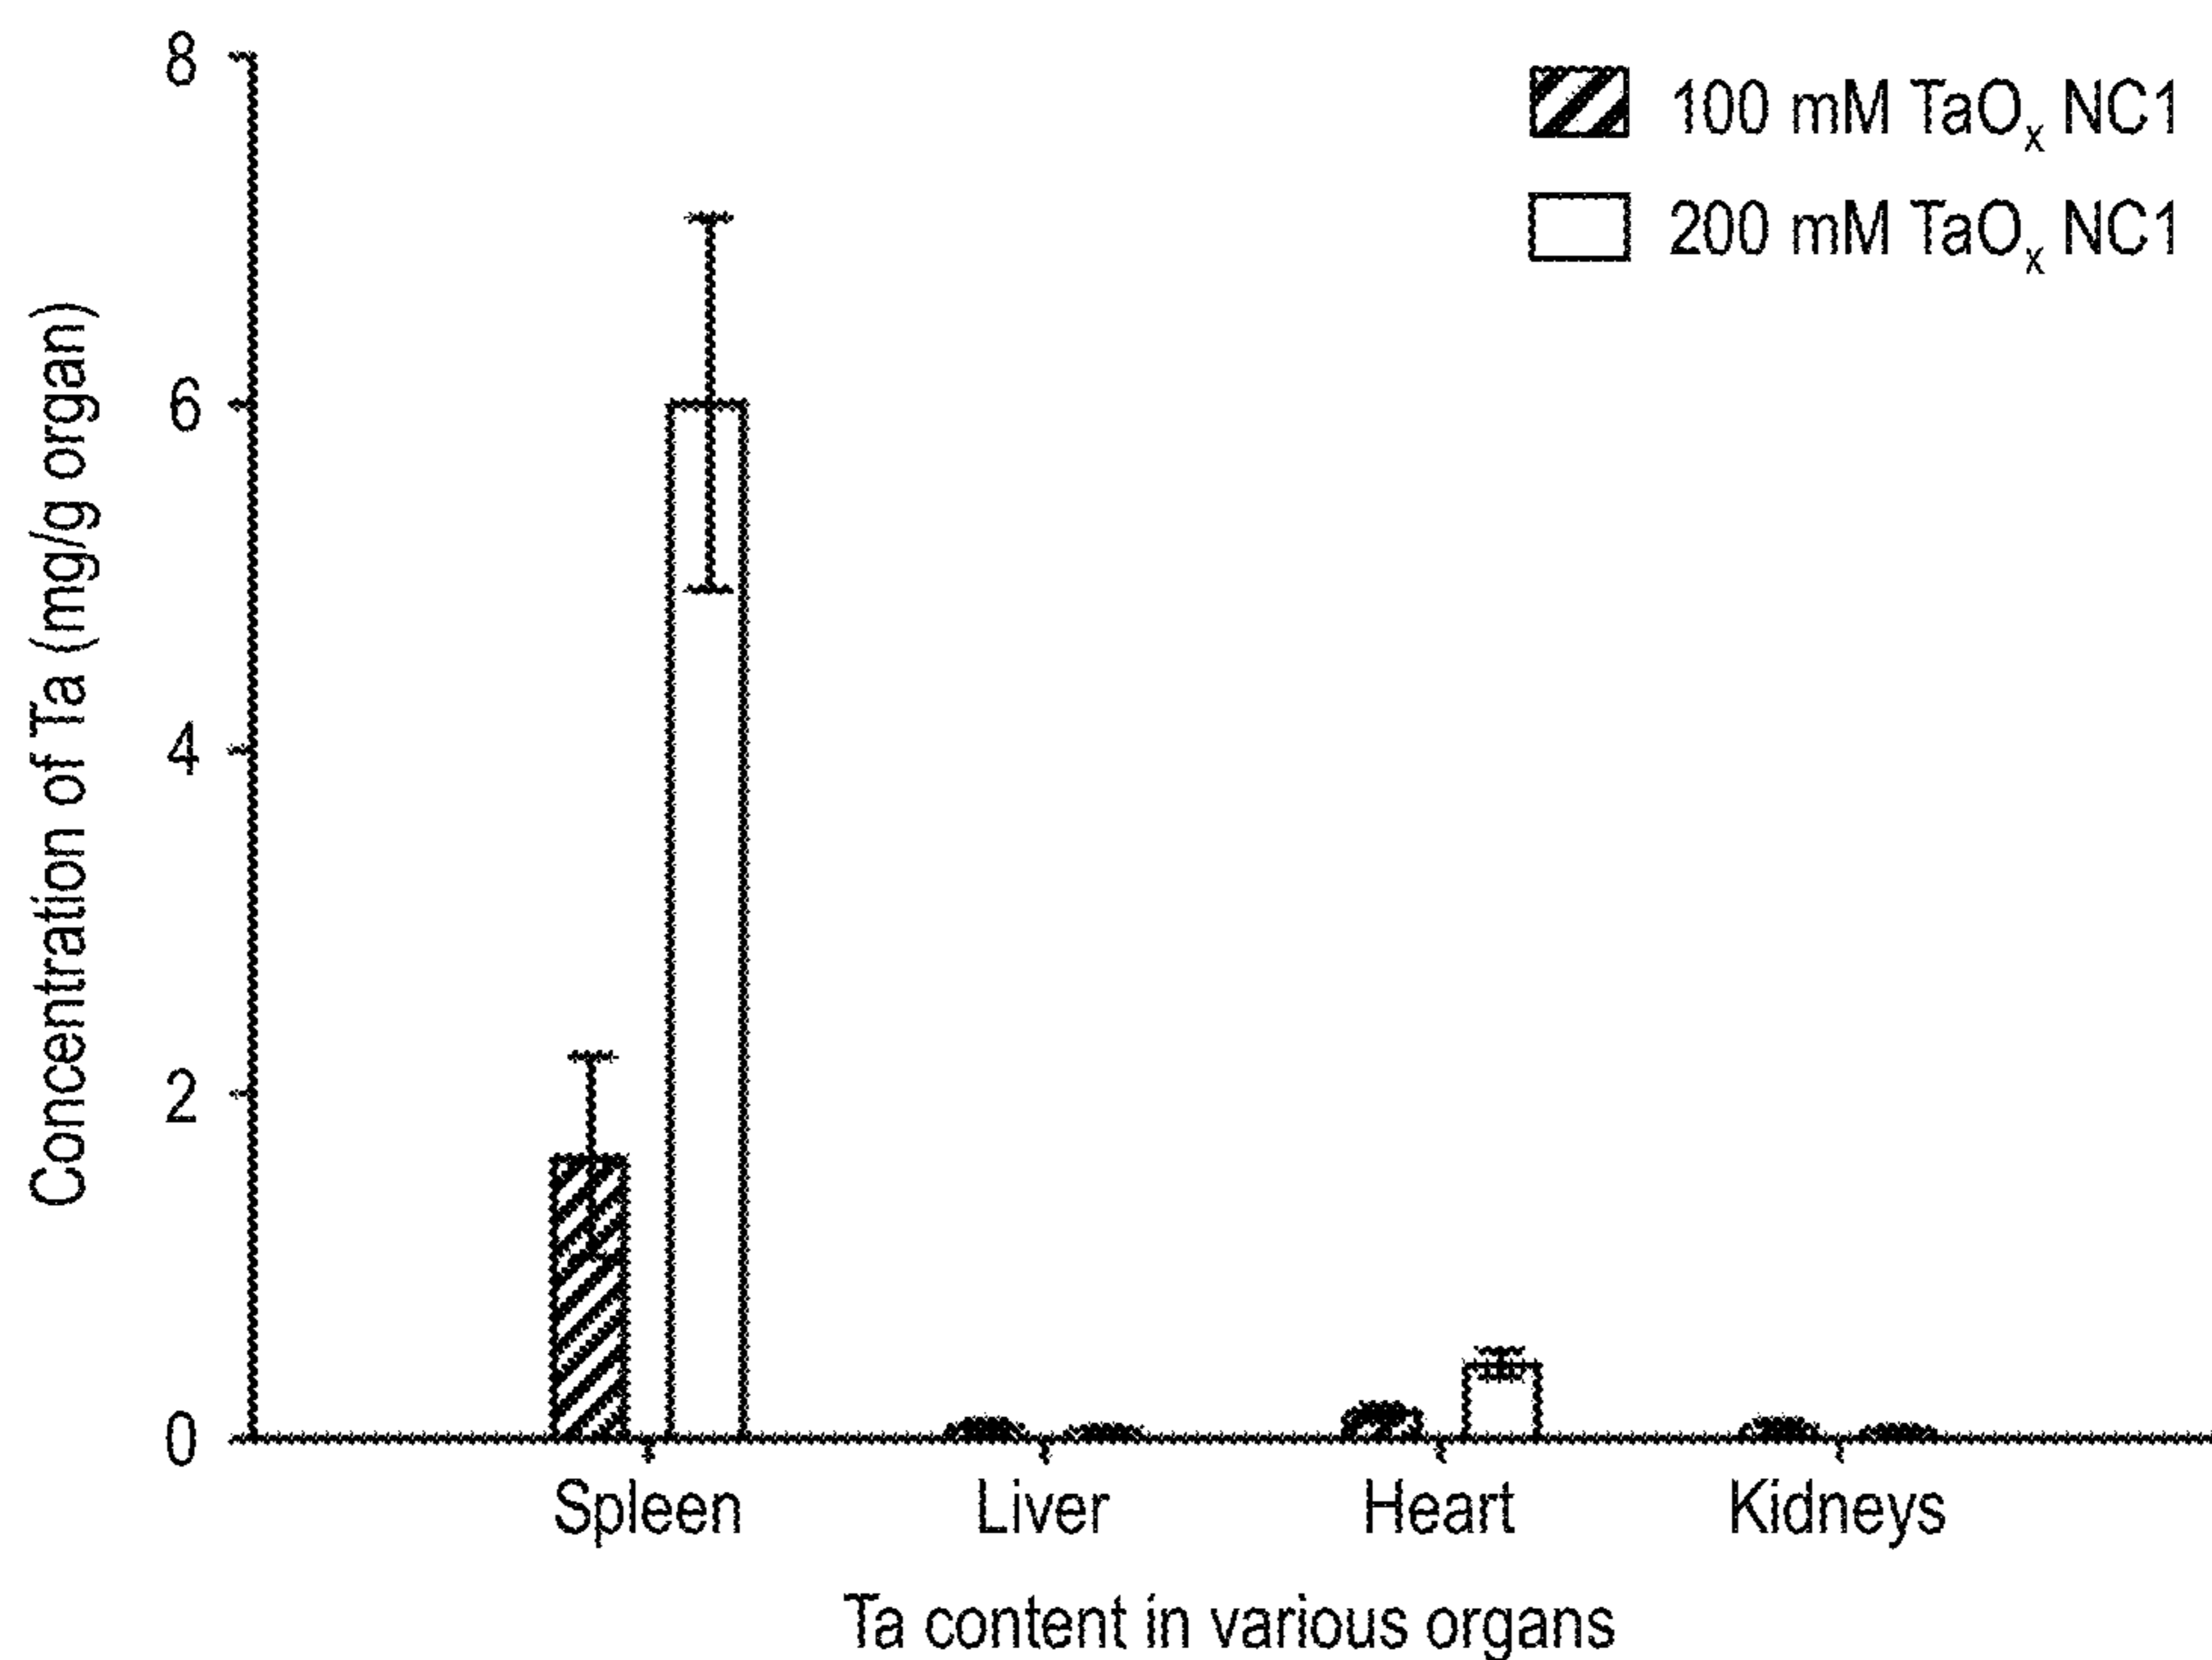 Concentration of Ta (mg/g organ)
8
6
4
2
0
100 mM TaOₓ NC1
200 mM TaOₓ NC1
Spleen
Liver
Heart
Kidneys
Ta content in various organs